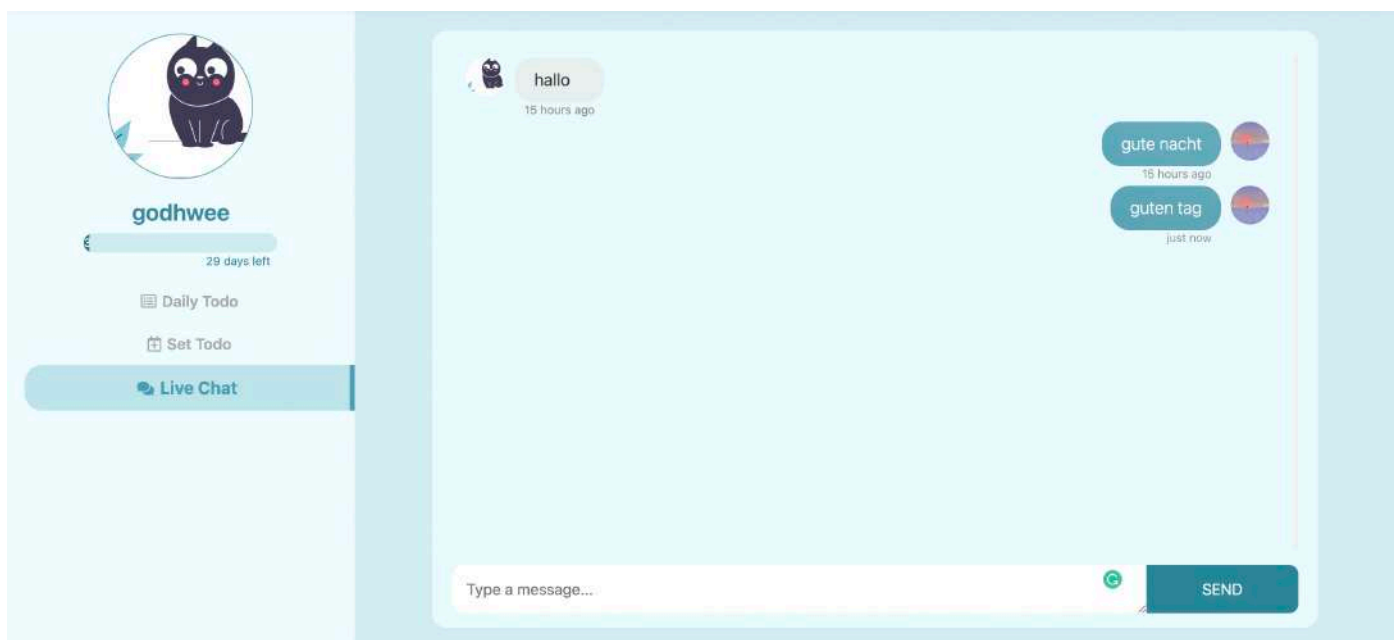 godhwee
29 days left
Daily Todo
Set Todo
Live Chat
hallo
15 hours ago
gute nacht
15 hours ago
guten tag
just now
Type a message...
SEND